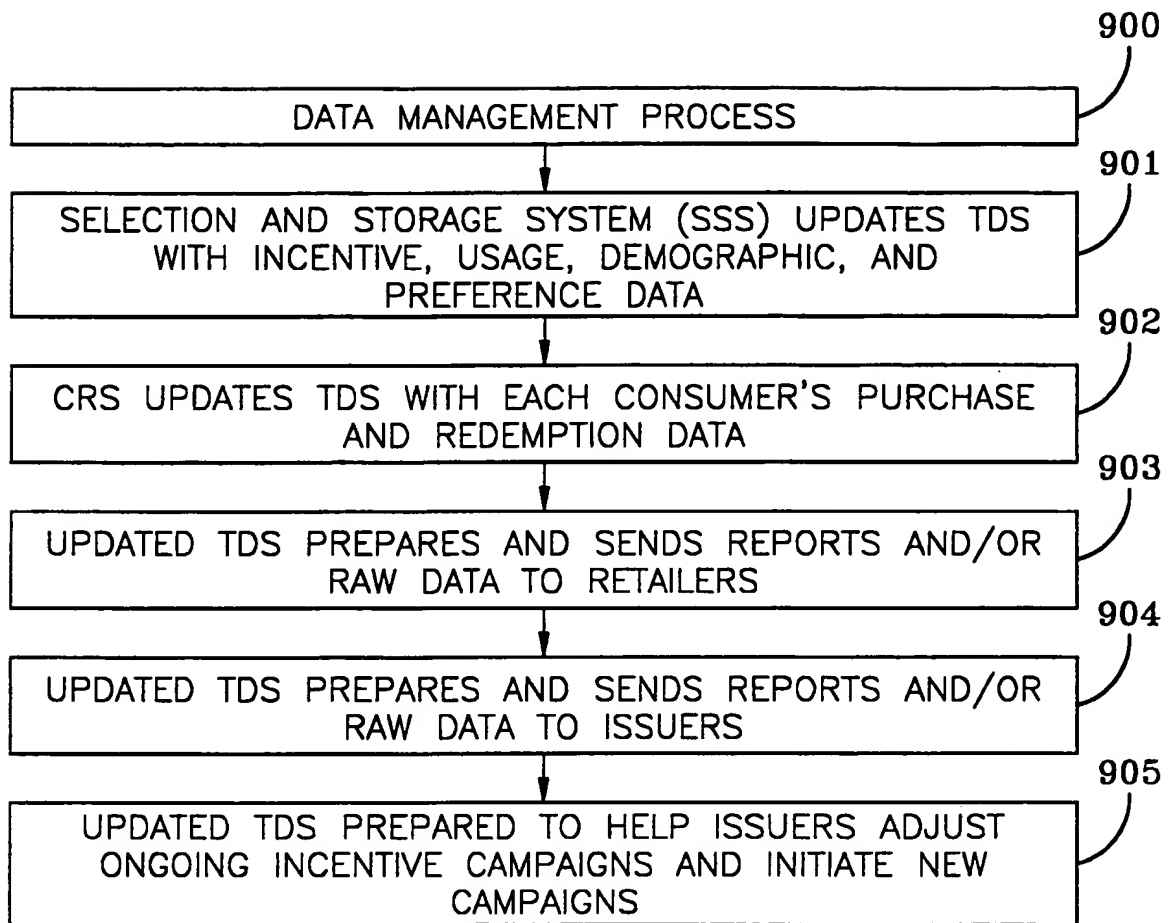 900
DATA MANAGEMENT PROCESS
901
SELECTION AND STORAGE SYSTEM (SSS) UPDATES TDS
WITH INCENTIVE, USAGE, DEMOGRAPHIC, AND
PREFERENCE DATA
902
CRS UPDATES TDS WITH EACH CONSUMER'S PURCHASE
AND REDEMPTION DATA
903
UPDATED TDS PREPARES AND SENDS REPORTS AND/OR
RAW DATA TO RETAILERS
904
UPDATED TDS PREPARES AND SENDS REPORTS AND/OR
RAW DATA TO ISSUERS
905
UPDATED TDS PREPARED TO HELP ISSUERS ADJUST
ONGOING INCENTIVE CAMPAIGNS AND INITIATE NEW
CAMPAIGNS